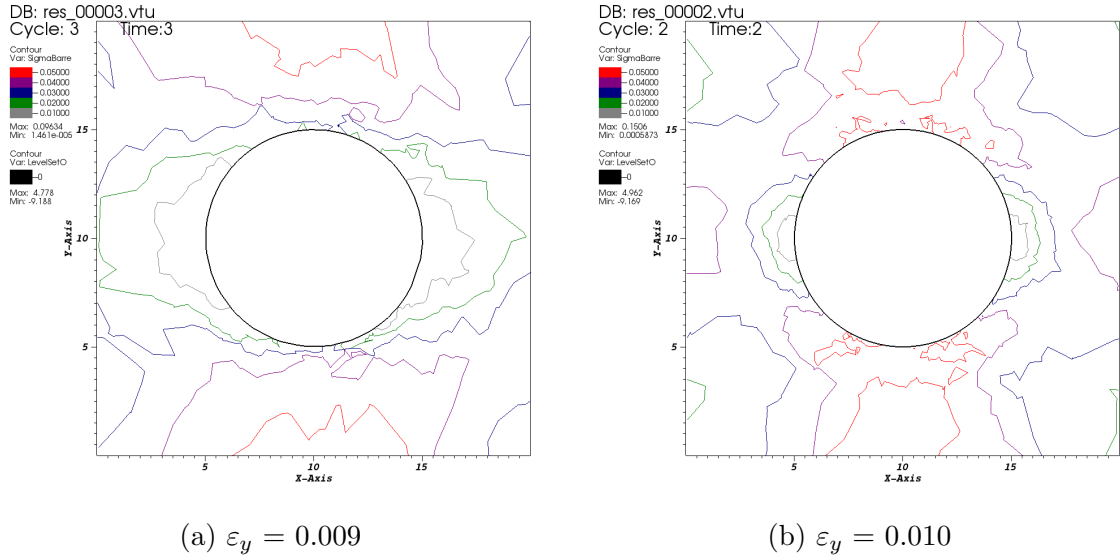 DB: res_00003.vtu
Cycle: 3 Time:3
Contour
Var: SigmaBarre
0.05000
0.04000
0.03000
0.02000
0.01000
Max: 0.09634
Min: 1.461e-005
Contour
Var: LevelSet0
0
Max: 4.778
Min: -9.188
15
10
5
Y-Axis
5 10 15
X-Axis
(a) εy = 0.009
DB: res_00002.vtu
Cycle: 2 Time:2
Contour
Var: SigmaBarre
0.05000
0.04000
0.03000
0.02000
0.01000
Max: 0.1506
Min: 0.0005873
Contour
Var: LevelSet0
0
Max: 4.962
Min: -9.169
15
10
5
Y-Axis
5 10 15
X-Axis
(b) εy = 0.010